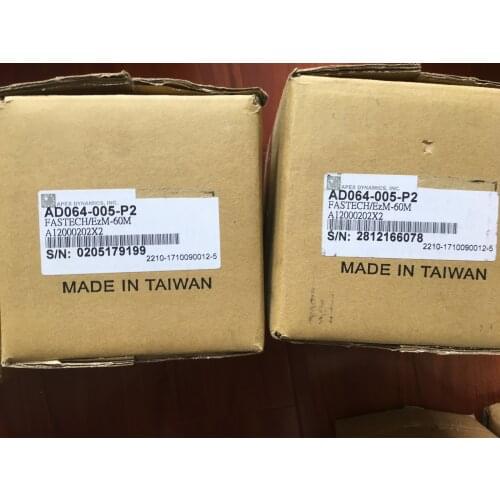 APEX DYNAMICS, INC.
AD064-005-P2
FASTECH/EzM-60M
A12000202X2
S/N: 0205179199
2210-1710090012-5
MADE IN TAIWAN
APEX DYNAMICS, INC.
AD064-005-P2
FASTECH/EzM-60M
A12000202X2
S/N: 2812166078
2210-1710090012-5
MADE IN TAIWAN